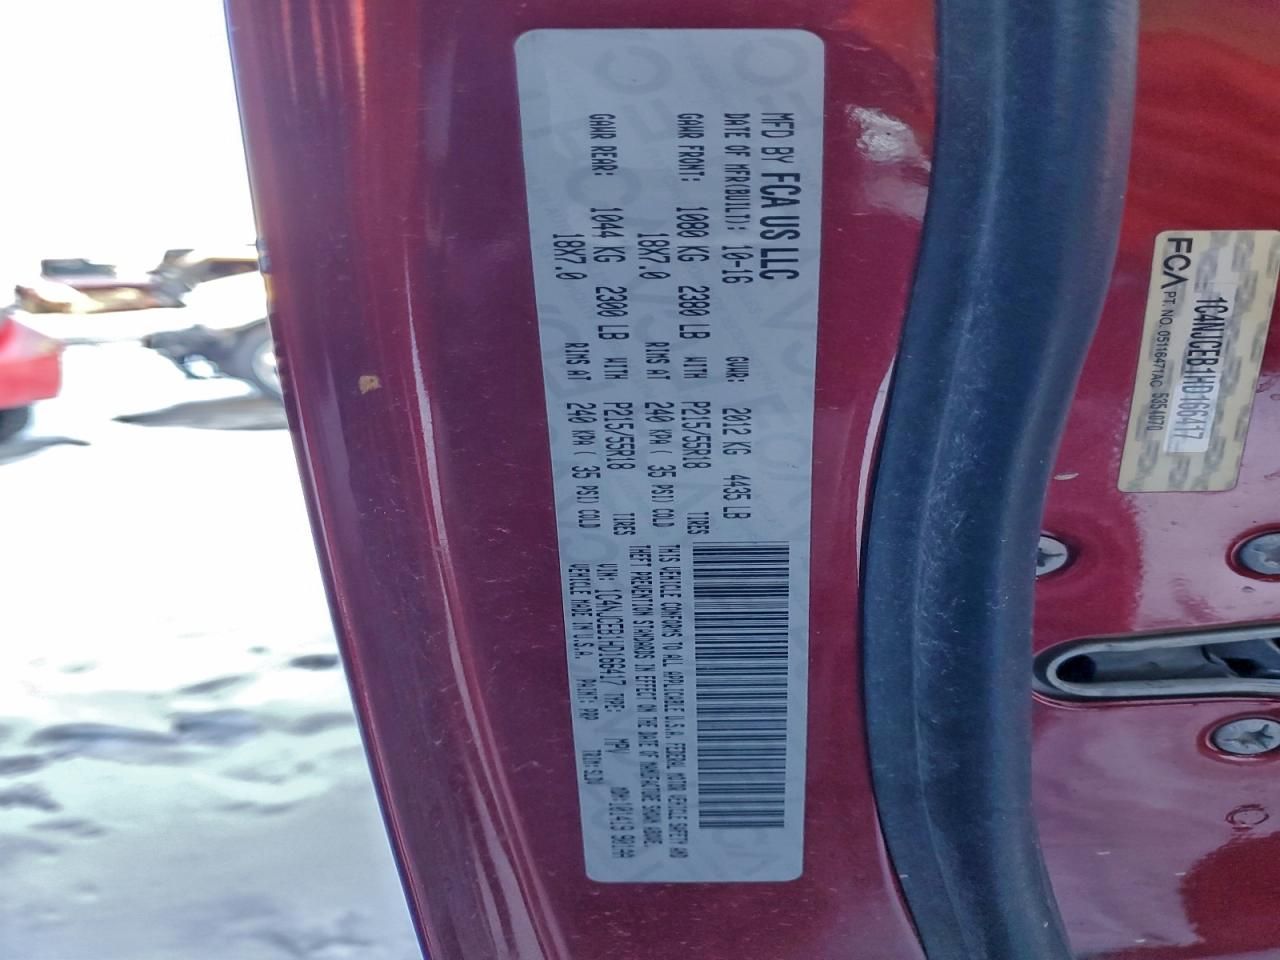 MFD BY FCA US LLC
DATE OF MFR(BUILT): 10-16 GVWR: 2012 KG 4435 LB
GAWR FRONT: 1080 KG 2380 LB WITH P215/55R18 TIRES
18X7.0 RIMS AT 240 KPA ( 35 PSI) COLD
GAWR REAR: 1044 KG 2300 LB WITH P215/55R18 TIRES
18X7.0 RIMS AT 240 KPA ( 35 PSI) COLD
THIS VEHICLE CONFORMS TO ALL APPLICABLE U.S.A. FEDERAL MOTOR VEHICLE SAFETY AND
THEFT PREVENTION STANDARDS IN EFFECT ON THE DATE OF MANUFACTURE SHOWN ABOVE.
VIN: 1C4NJCEB1HD166417 TYPE: MPV
VEHICLE MADE IN U.S.A. PAINT: PRP
1C4NJCEB1HD166417
FCA PT. NO. 05116471AC